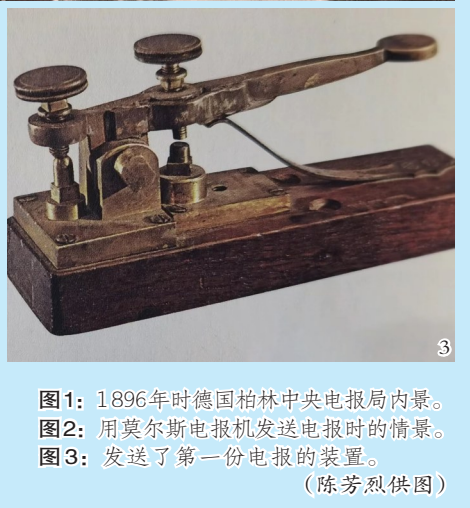 3
图1：1896年时德国柏林中央电报局内景。
图2：用莫尔斯电报机发送电报时的情景。
图3：发送了第一份电报的装置。
（陈芳烈供图）